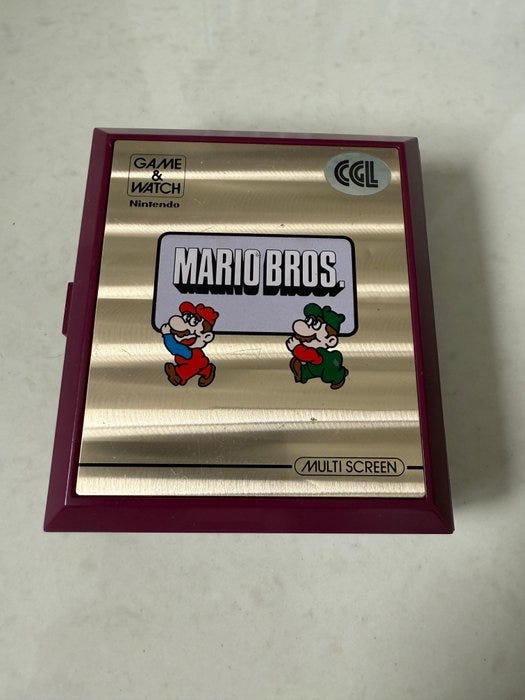 GAME
&
WATCH
Nintendo
CGL
MARIO BROS.
MULTI SCREEN